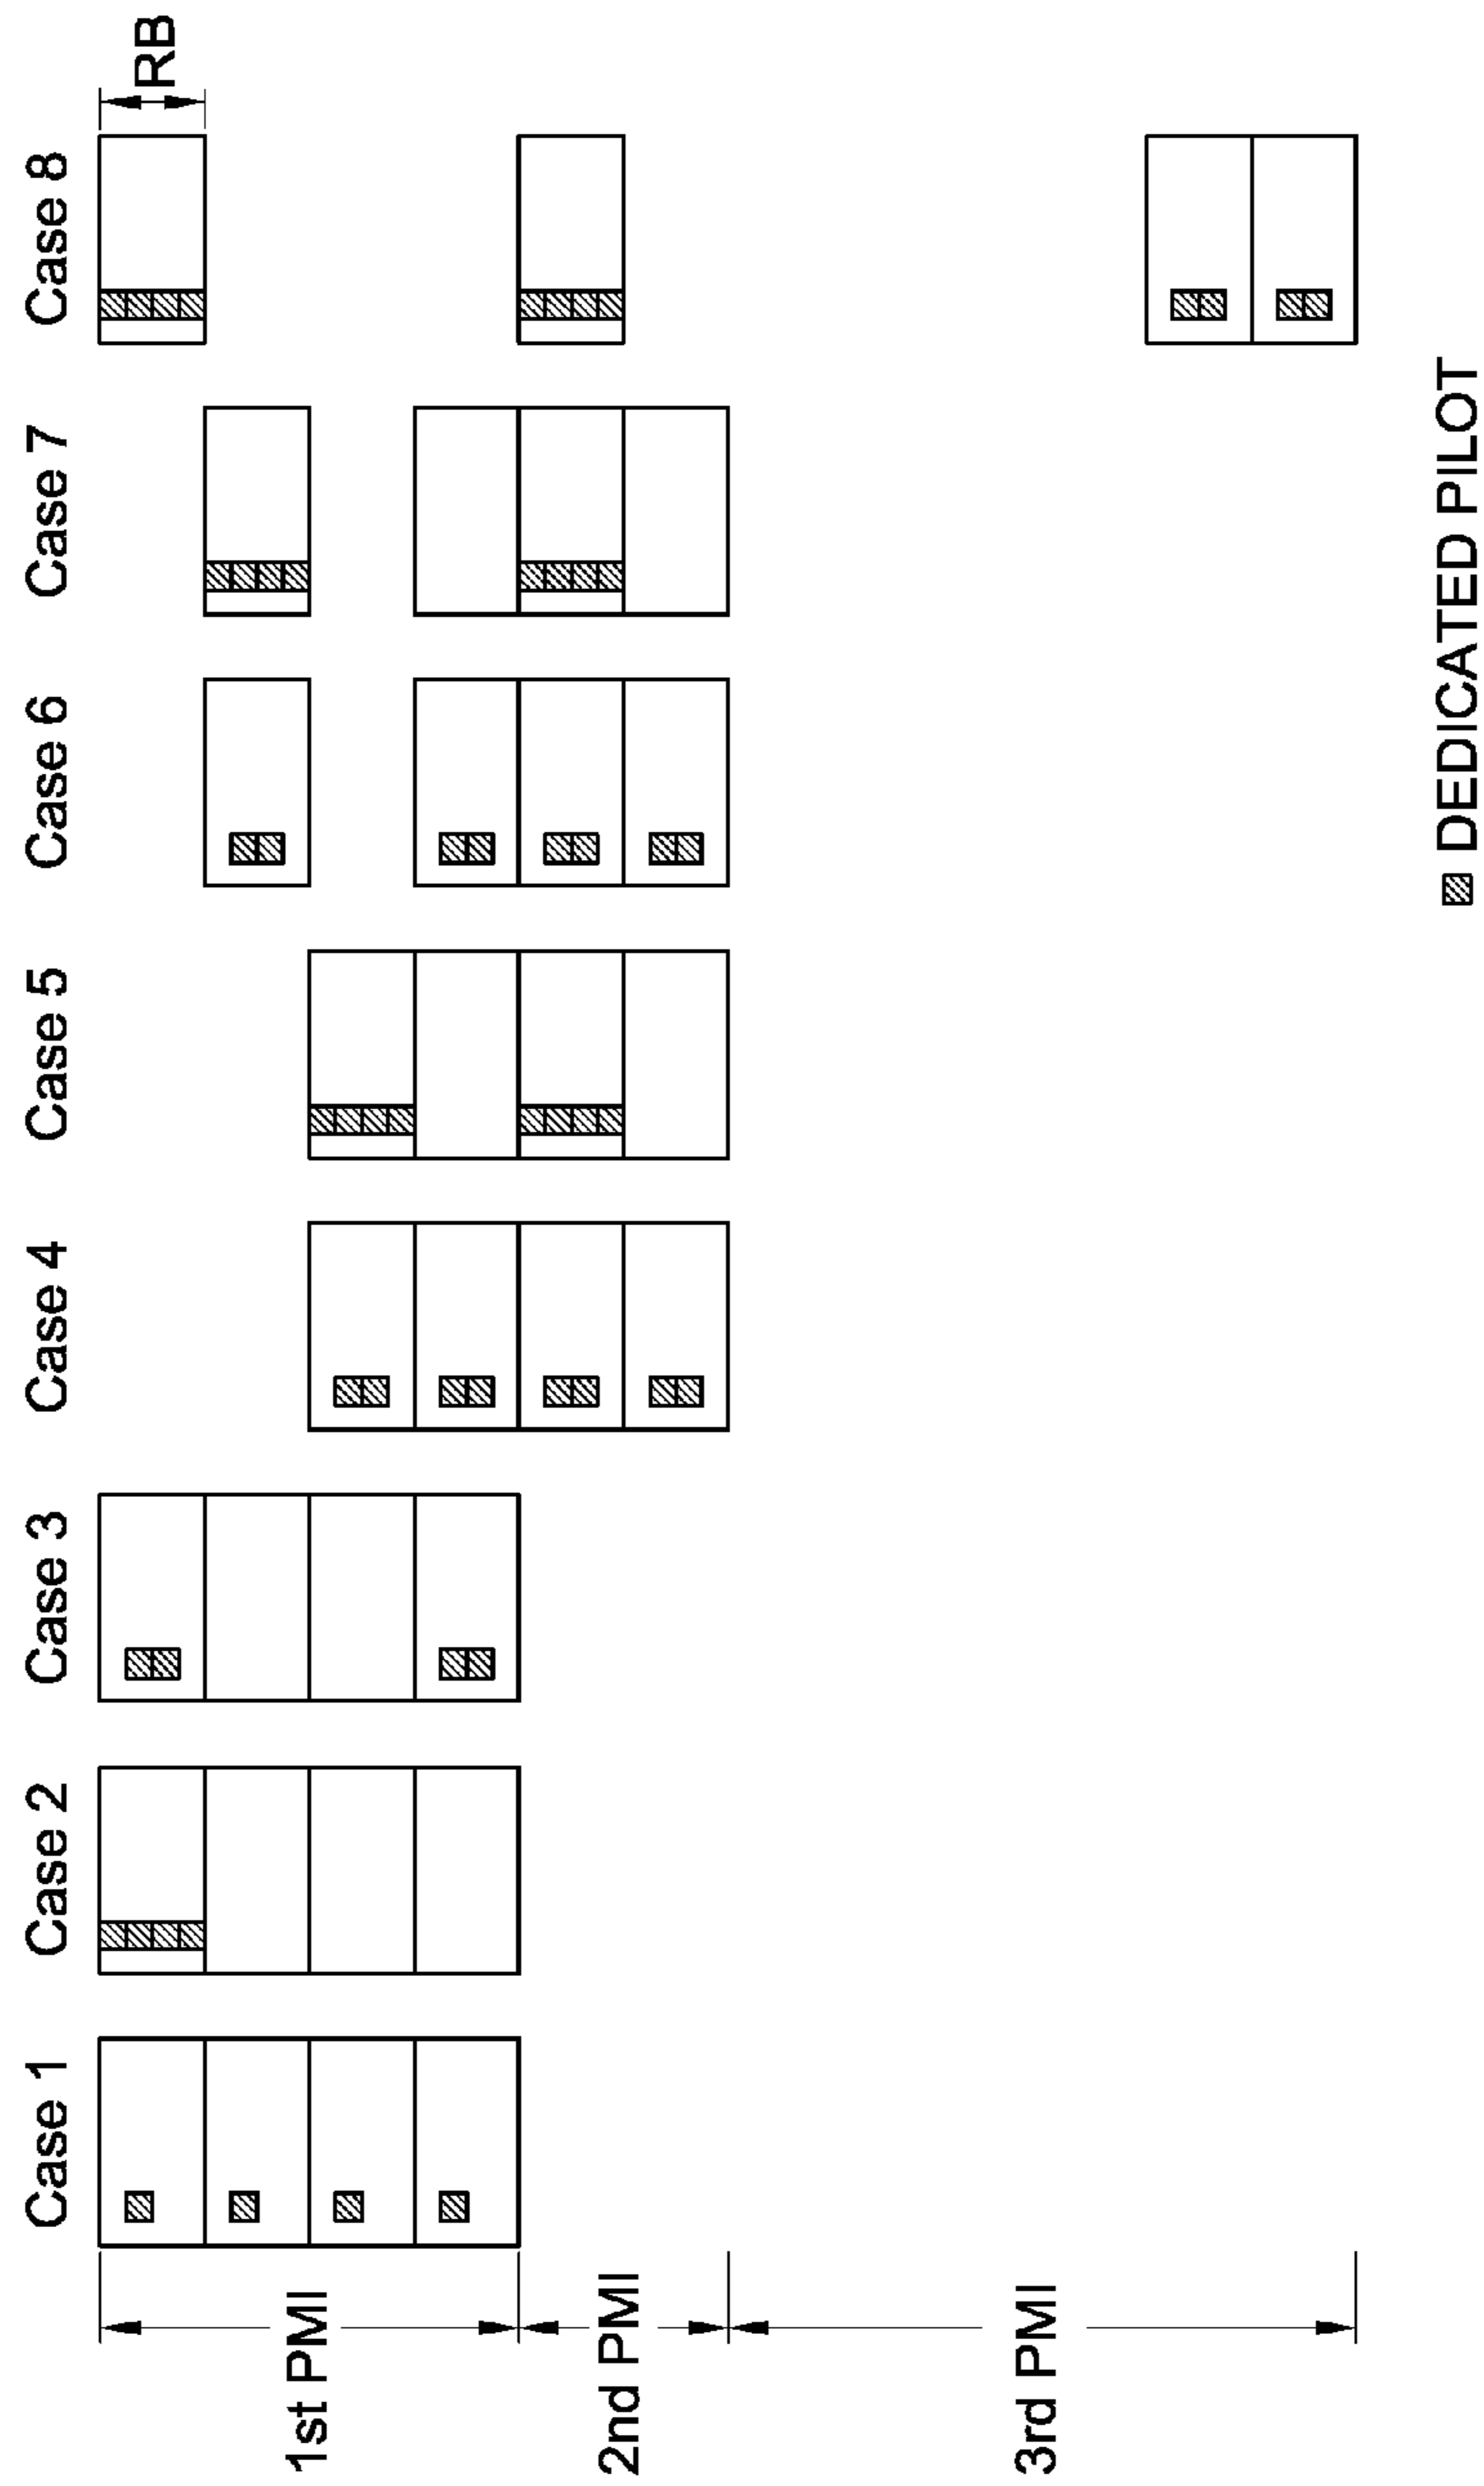 Case 1
Case 2
Case 3
Case 4
Case 5
Case 6
Case 7
Case 8
RB
1st PMI
2nd PMI
3rd PMI
DEDICATED PILOT